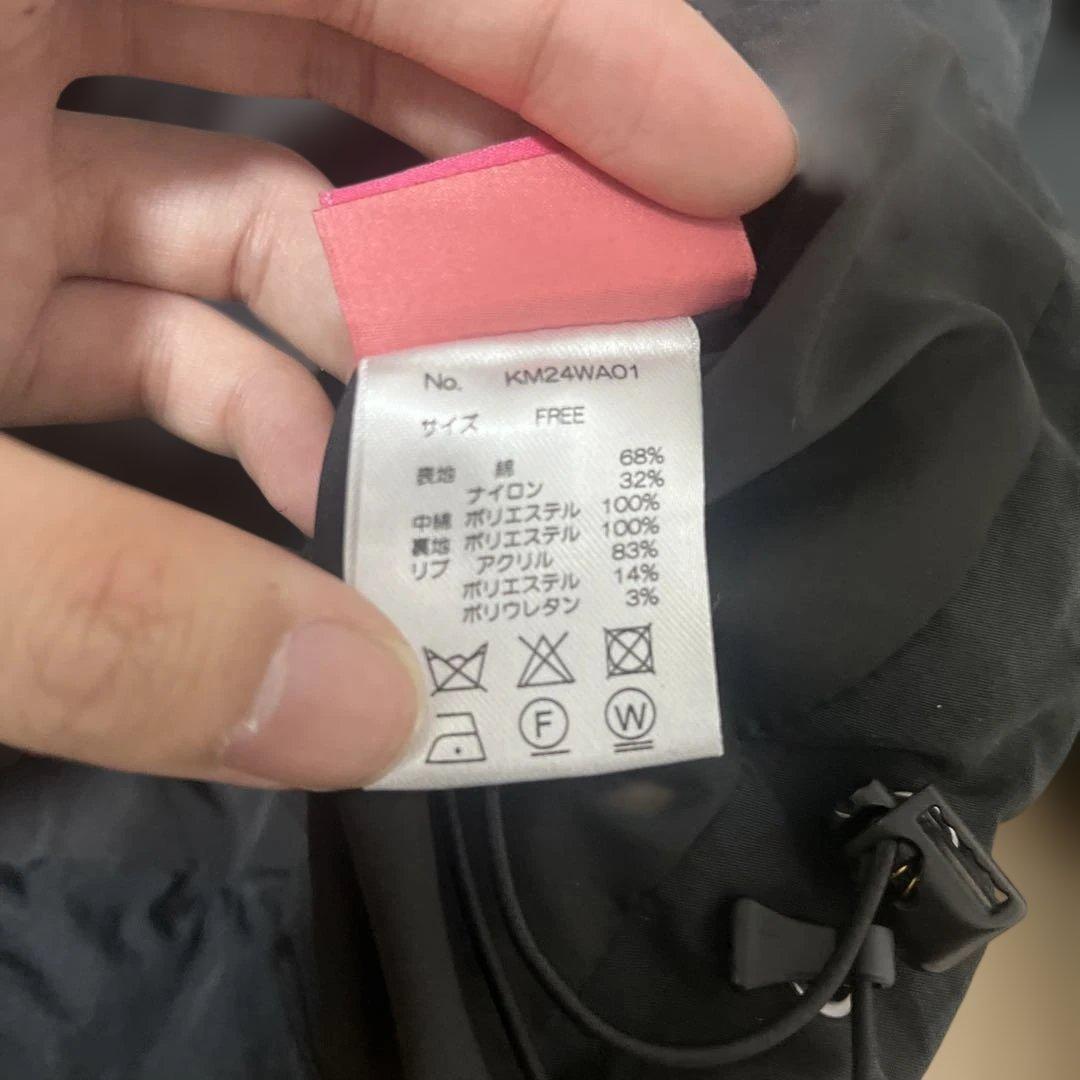 No. KM24WA01
サイズ FREE
表地 綿 68%
ナイロン 32%
中綿 ポリエステル 100%
裏地 ポリエステル 100%
リブ アクリル 83%
ポリエステル 14%
ポリウレタン 3%
F W